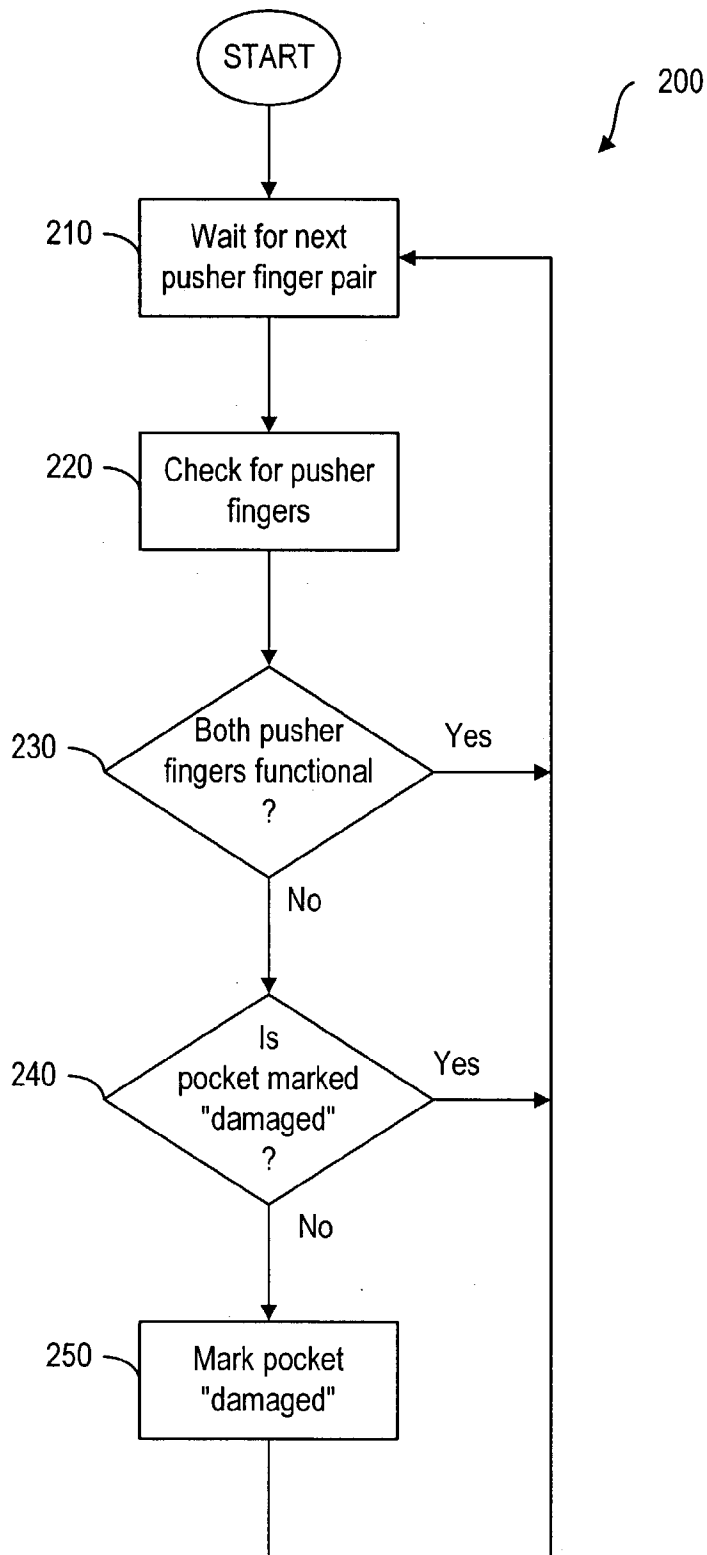 START
200
210
Wait for next
pusher finger pair
220
Check for pusher
fingers
230
Both pusher
fingers functional
?
Yes
No
240
Is
pocket marked
"damaged"
?
Yes
No
250
Mark pocket
"damaged"